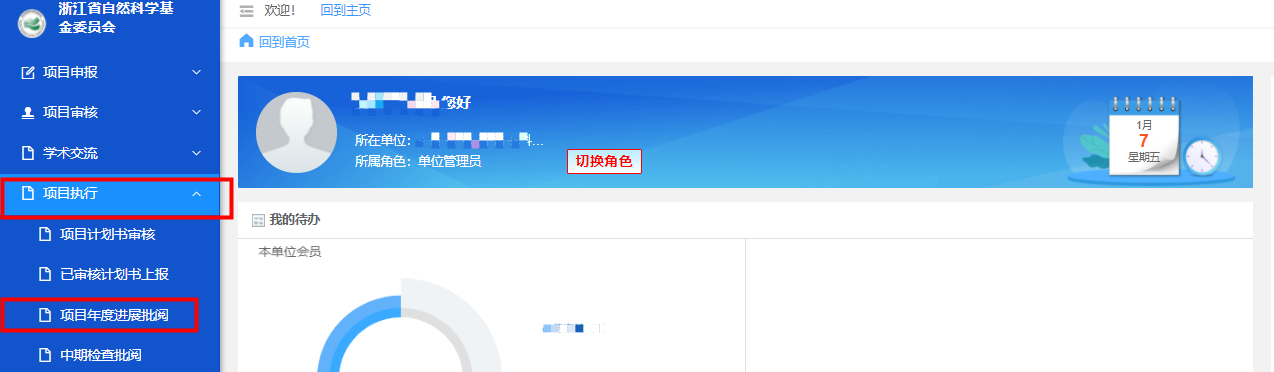 浙江省自然科学基
金委员会
项目申报
项目审核
学术交流
项目执行
项目计划书审核
已审核计划书上报
项目年度进展批阅
中期检查批阅
欢迎！ 回到主页
回到首页
您好
所在单位：
所属角色：单位管理员 切换角色
1月
7
星期五
我的待办
本单位会员